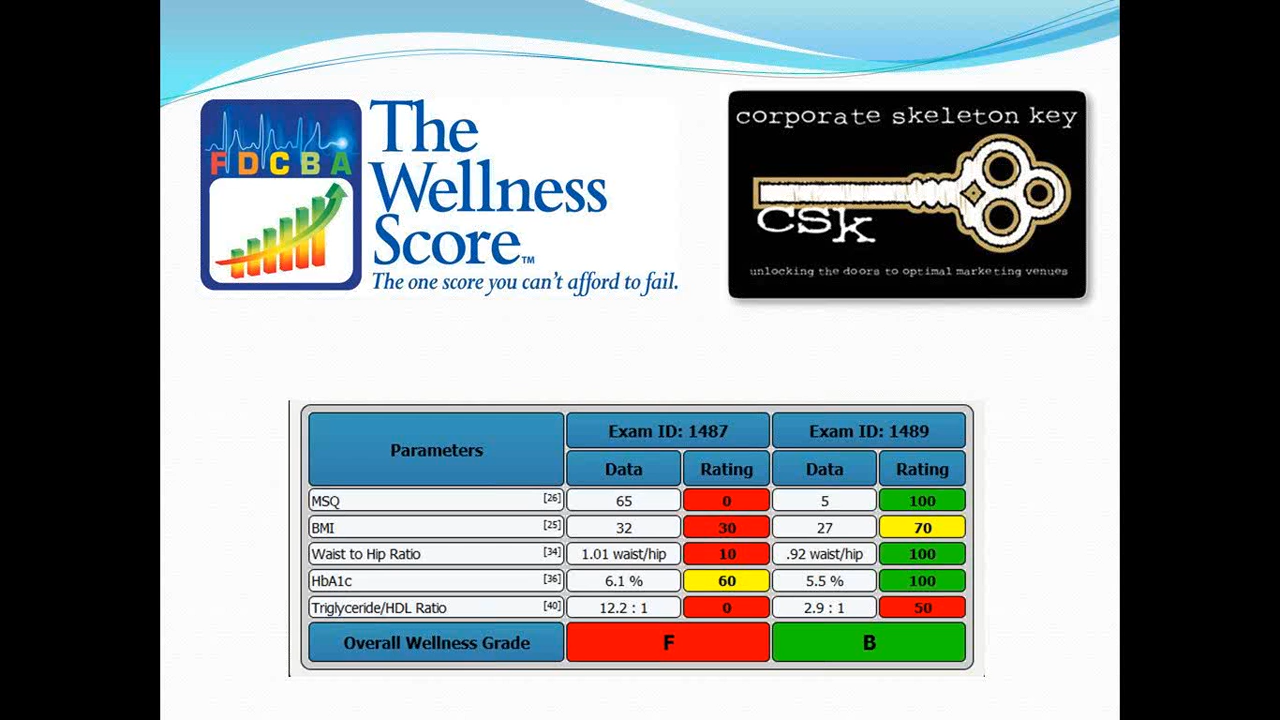 F D C B A
The
Wellness
Score™
The one score you can't afford to fail.
corporate skeleton key
csk
unlocking the doors to optimal marketing venues
Parameters Exam ID: 1487 Exam ID: 1489
Data Rating Data Rating
MSQ [26] 65 0 5 100
BMI [25] 32 30 27 70
Waist to Hip Ratio [34] 1.01 waist/hip 10 .92 waist/hip 100
HbA1c [36] 6.1 % 60 5.5 % 100
Triglyceride/HDL Ratio [40] 12.2 : 1 0 2.9 : 1 50
Overall Wellness Grade F B